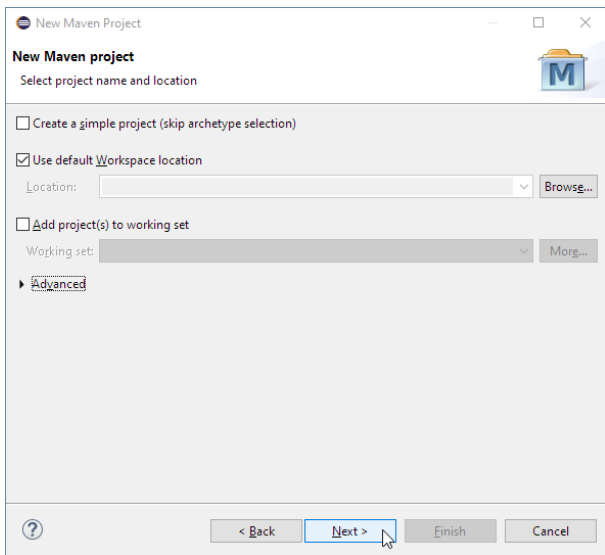 New Maven Project
New Maven project
Select project name and location
M
Create a simple project (skip archetype selection)
Use default Workspace location
Location:
Browse...
Add project(s) to working set
Working set:
More...
Advanced
?
< Back
Next >
Finish
Cancel